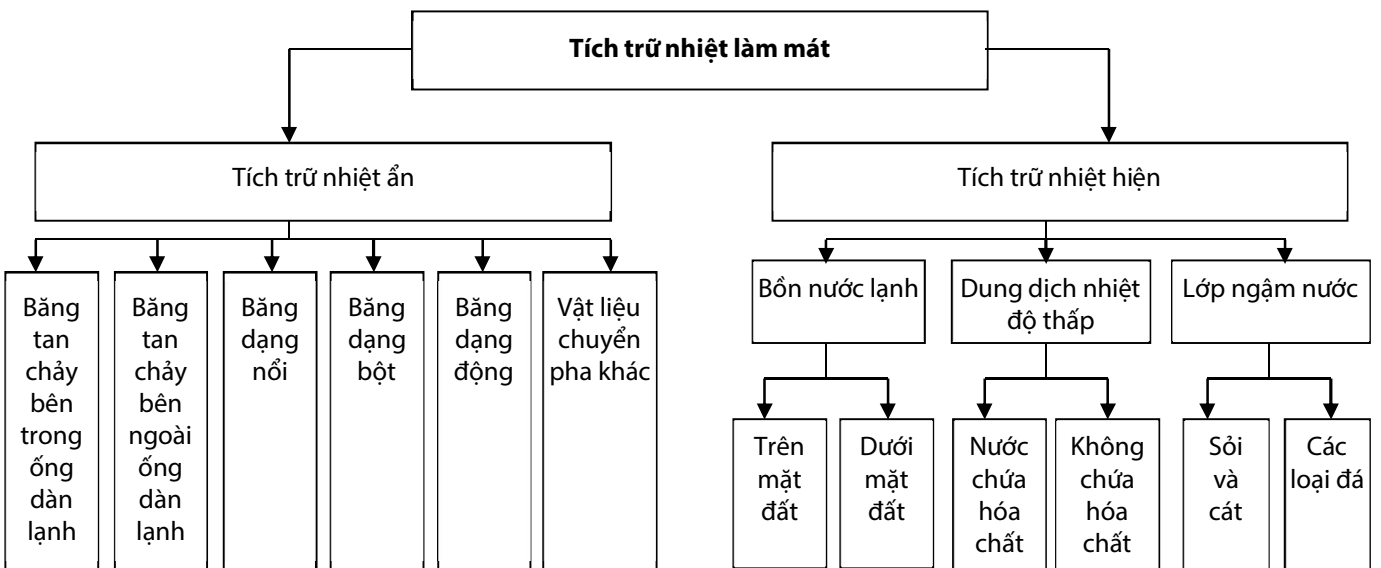 Tích trữ nhiệt làm mát
Tích trữ nhiệt ẩn
Tích trữ nhiệt hiện
Băng
tan
chảy
bên
trong
ống
dàn
lạnh
Băng
tan
chảy
bên
ngoài
ống
dàn
lạnh
Băng
dạng
nổi
Băng
dạng
bột
Băng
dạng
động
Vật liệu
chuyển
pha khác
Bồn nước lạnh
Dung dịch nhiệt
độ thấp
Lớp ngậm nước
Trên
mặt
đất
Dưới
mặt
đất
Nước
chứa
hóa
chất
Không
chứa
hóa
chất
Sỏi
và
cát
Các
loại đá